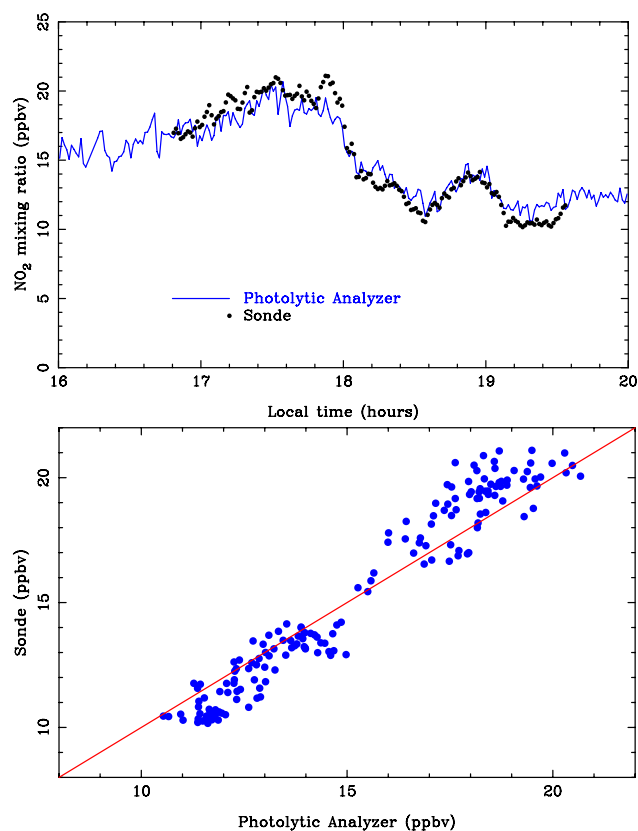 25
20
15
10
5
0
NO₂ mixing ratio (ppbv)
Photolytic Analyzer
Sonde
16 17 18 19 20
Local time (hours)
20
15
10
Sonde (ppbv)
10 15 20
Photolytic Analyzer (ppbv)